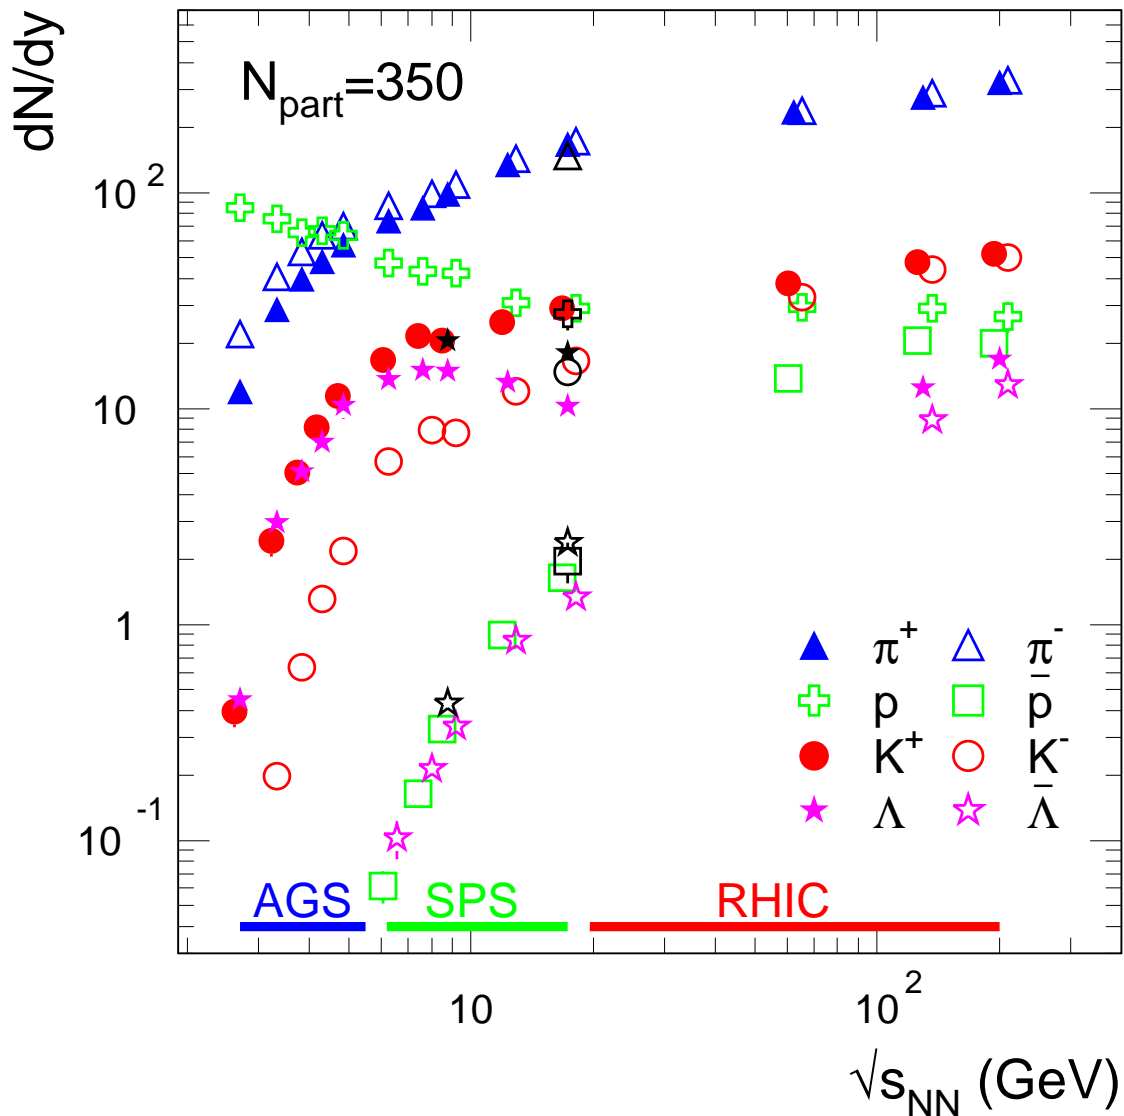 dN/dy
N_part=350
10^2
10
1
10^-1
π^+ π^-
p p̄
K^+ K^-
Λ Λ̄
AGS SPS RHIC
10 10^2
√s_NN (GeV)